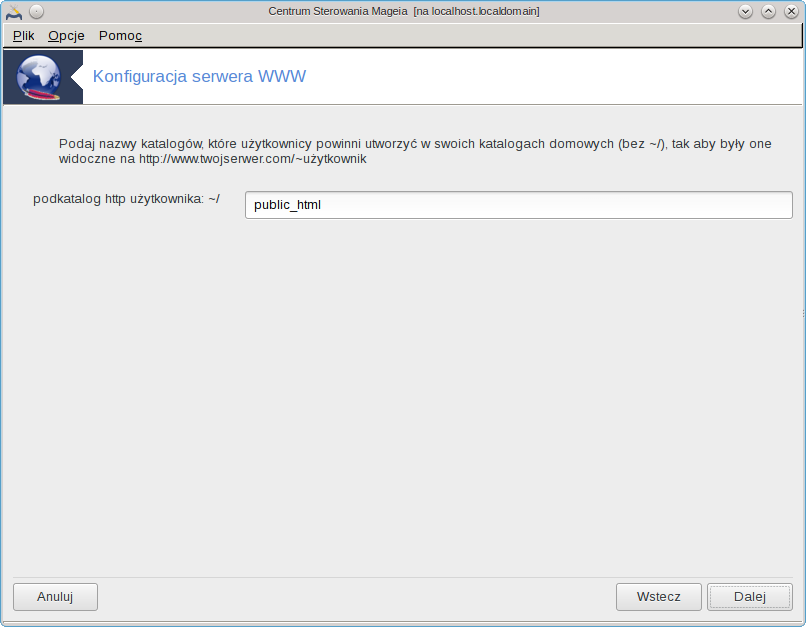 Centrum Sterowania Mageia [na localhost.localdomain]
Plik Opcje Pomoc
Konfiguracja serwera WWW
Podaj nazwy katalogów, które użytkownicy powinni utworzyć w swoich katalogach domowych (bez ~/), tak aby były one
widoczne na http://www.twojserwer.com/~użytkownik
podkatalog http użytkownika: ~/ public_html
Anuluj Wstecz Dalej